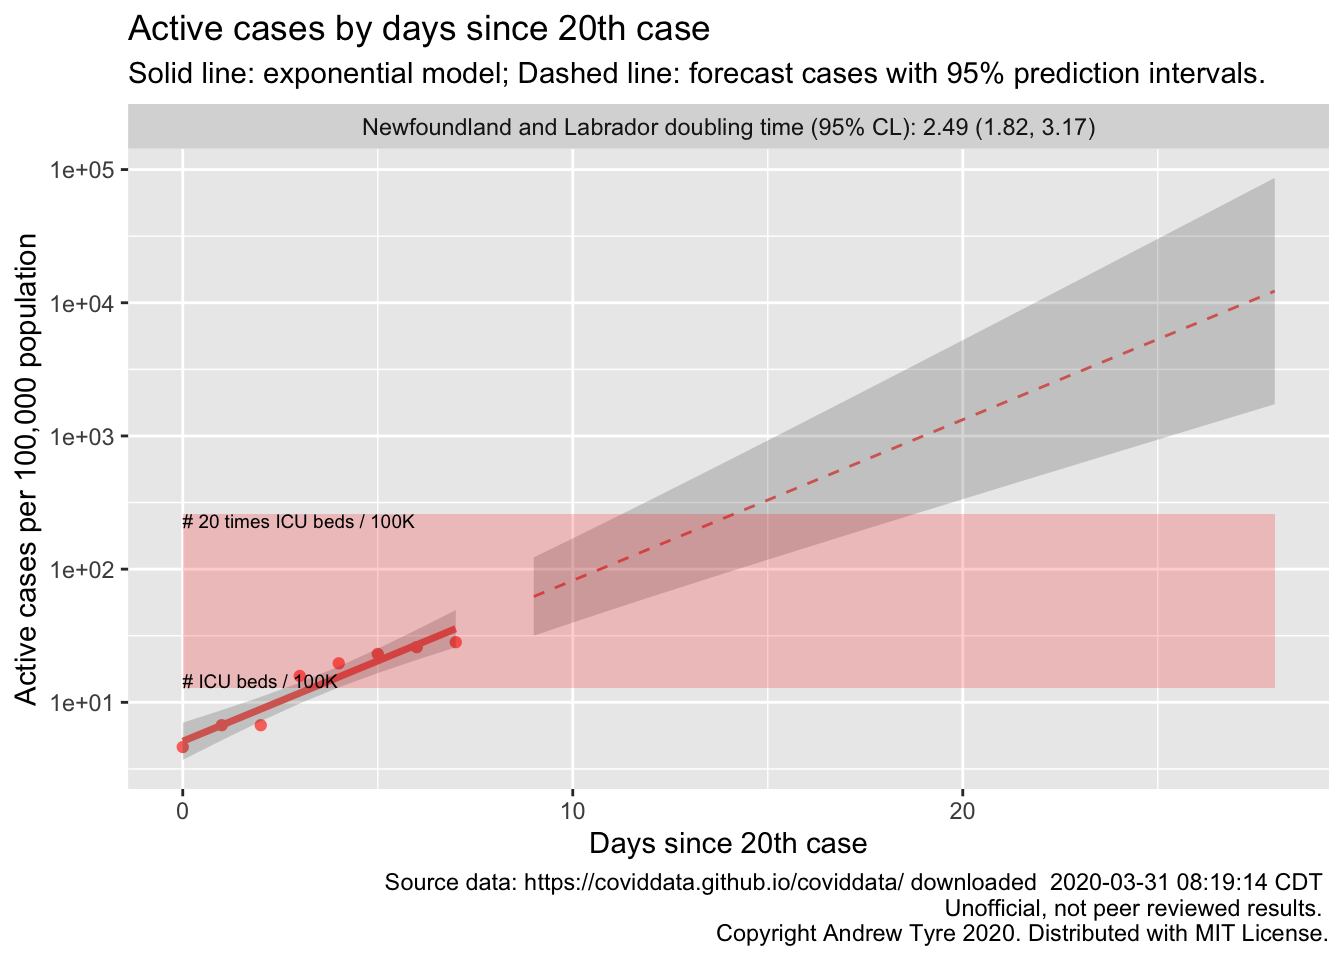 Active cases by days since 20th case
Solid line: exponential model; Dashed line: forecast cases with 95% prediction intervals.
Newfoundland and Labrador doubling time (95% CL): 2.49 (1.82, 3.17)
Active cases per 100,000 population
1e+05
1e+04
1e+03
1e+02
1e+01
# 20 times ICU beds / 100K
# ICU beds / 100K
0
10
20
Days since 20th case
Source data: https://coviddata.github.io/coviddata/ downloaded  2020-03-31 08:19:14 CDT
Unofficial, not peer reviewed results.
Copyright Andrew Tyre 2020. Distributed with MIT License.